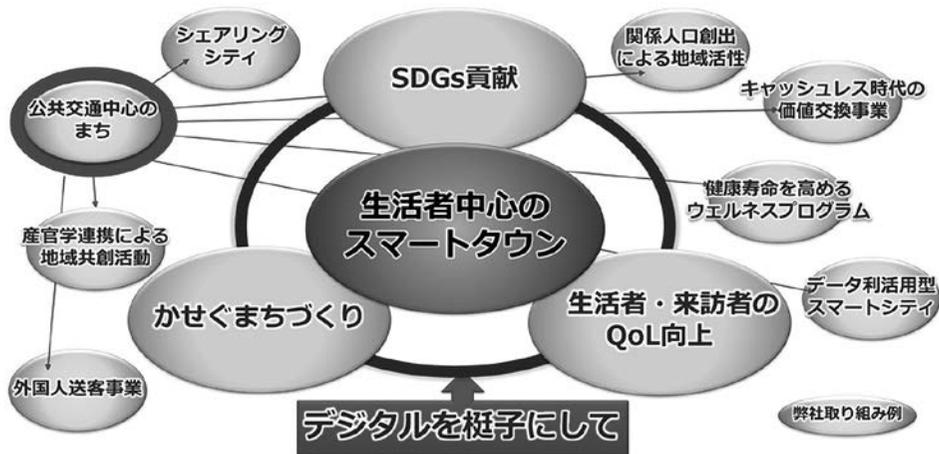 シェアリング
シティ
SDGs貢献
関係人口創出
による地域活性
公共交通中心の
まち
キャッシュレス時代の
価値交換事業
生活者中心の
スマートタウン
健康寿命を高める
ウェルネスプログラム
産官学連携による
地域共創活動
かせぐまちづくり
生活者・来訪者の
QoL向上
データ利活用型
スマートシティ
外国人送客事業
デジタルを梃子にして
弊社取り組み例